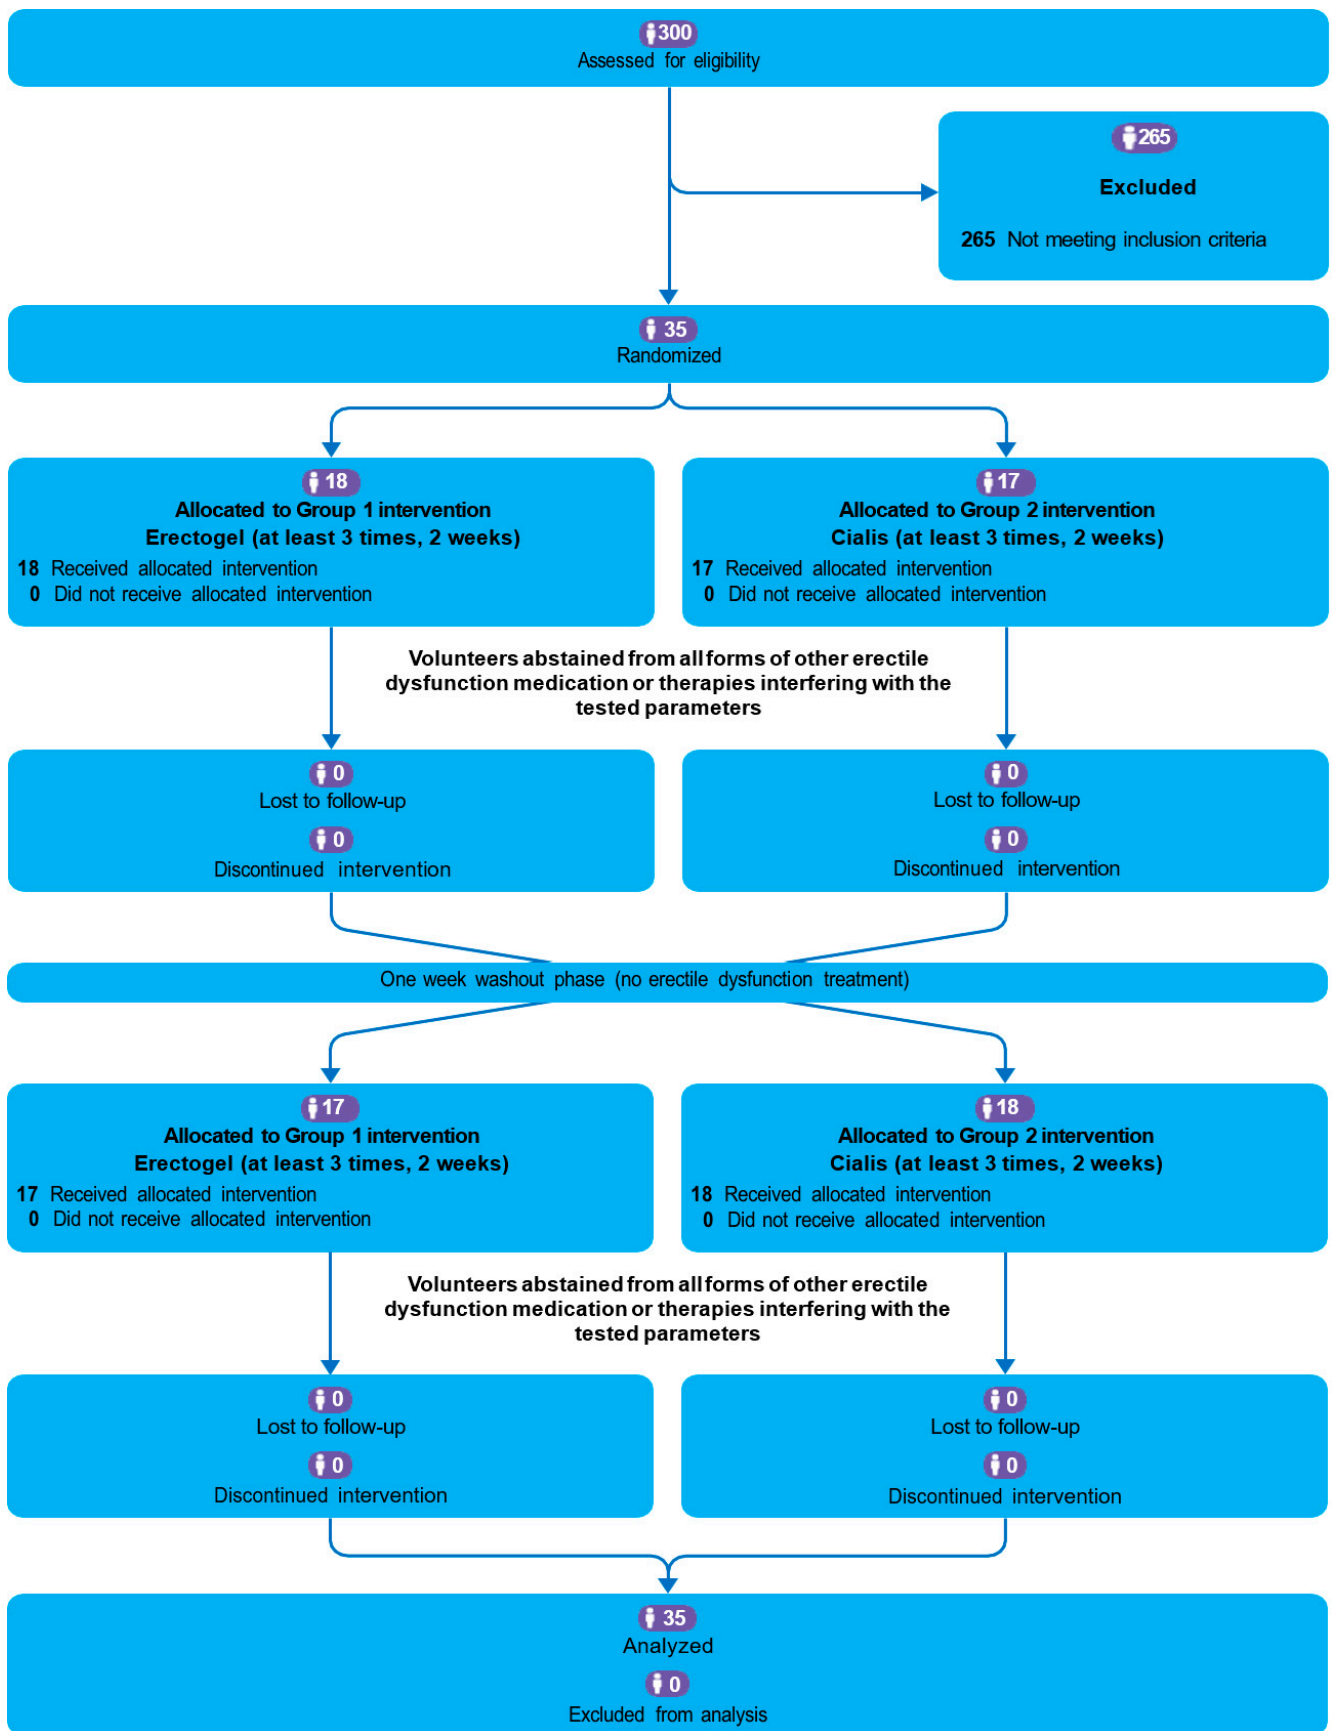 300
Assessed for eligibility
265
Excluded
265 Not meeting inclusion criteria
35
Randomized
18
Allocated to Group 1 intervention
Erectogel (at least 3 times, 2 weeks)
18 Received allocated intervention
0 Did not receive allocated intervention
17
Allocated to Group 2 intervention
Cialis (at least 3 times, 2 weeks)
17 Received allocated intervention
0 Did not receive allocated intervention
Volunteers abstained from all forms of other erectile
dysfunction medication or therapies interfering with the
tested parameters
0
Lost to follow-up
0
Discontinued intervention
0
Lost to follow-up
0
Discontinued intervention
One week washout phase (no erectile dysfunction treatment)
17
Allocated to Group 1 intervention
Erectogel (at least 3 times, 2 weeks)
17 Received allocated intervention
0 Did not receive allocated intervention
18
Allocated to Group 2 intervention
Cialis (at least 3 times, 2 weeks)
18 Received allocated intervention
0 Did not receive allocated intervention
Volunteers abstained from all forms of other erectile
dysfunction medication or therapies interfering with the
tested parameters
0
Lost to follow-up
0
Discontinued intervention
0
Lost to follow-up
0
Discontinued intervention
35
Analyzed
0
Excluded from analysis